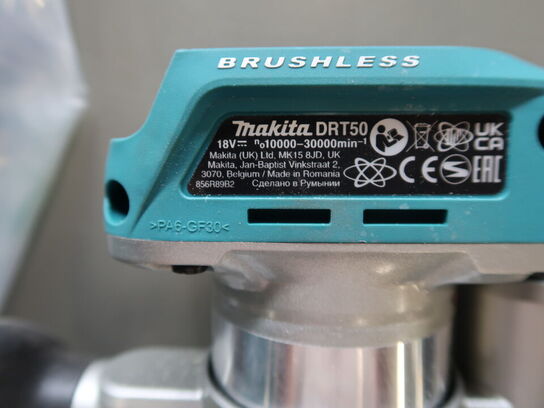 BRUSHLESS
makita DRT50
18V⎓ n₀10000-30000min⁻¹
Makita (UK) Ltd, MK15 8JD, UK
Makita, Jan-Baptist Vinkstraat 2,
3070, Belgium / Made in Romania
856R89B2 Сделано в Румынии
UK
CA
CE
EAC
>PA6-GF30<